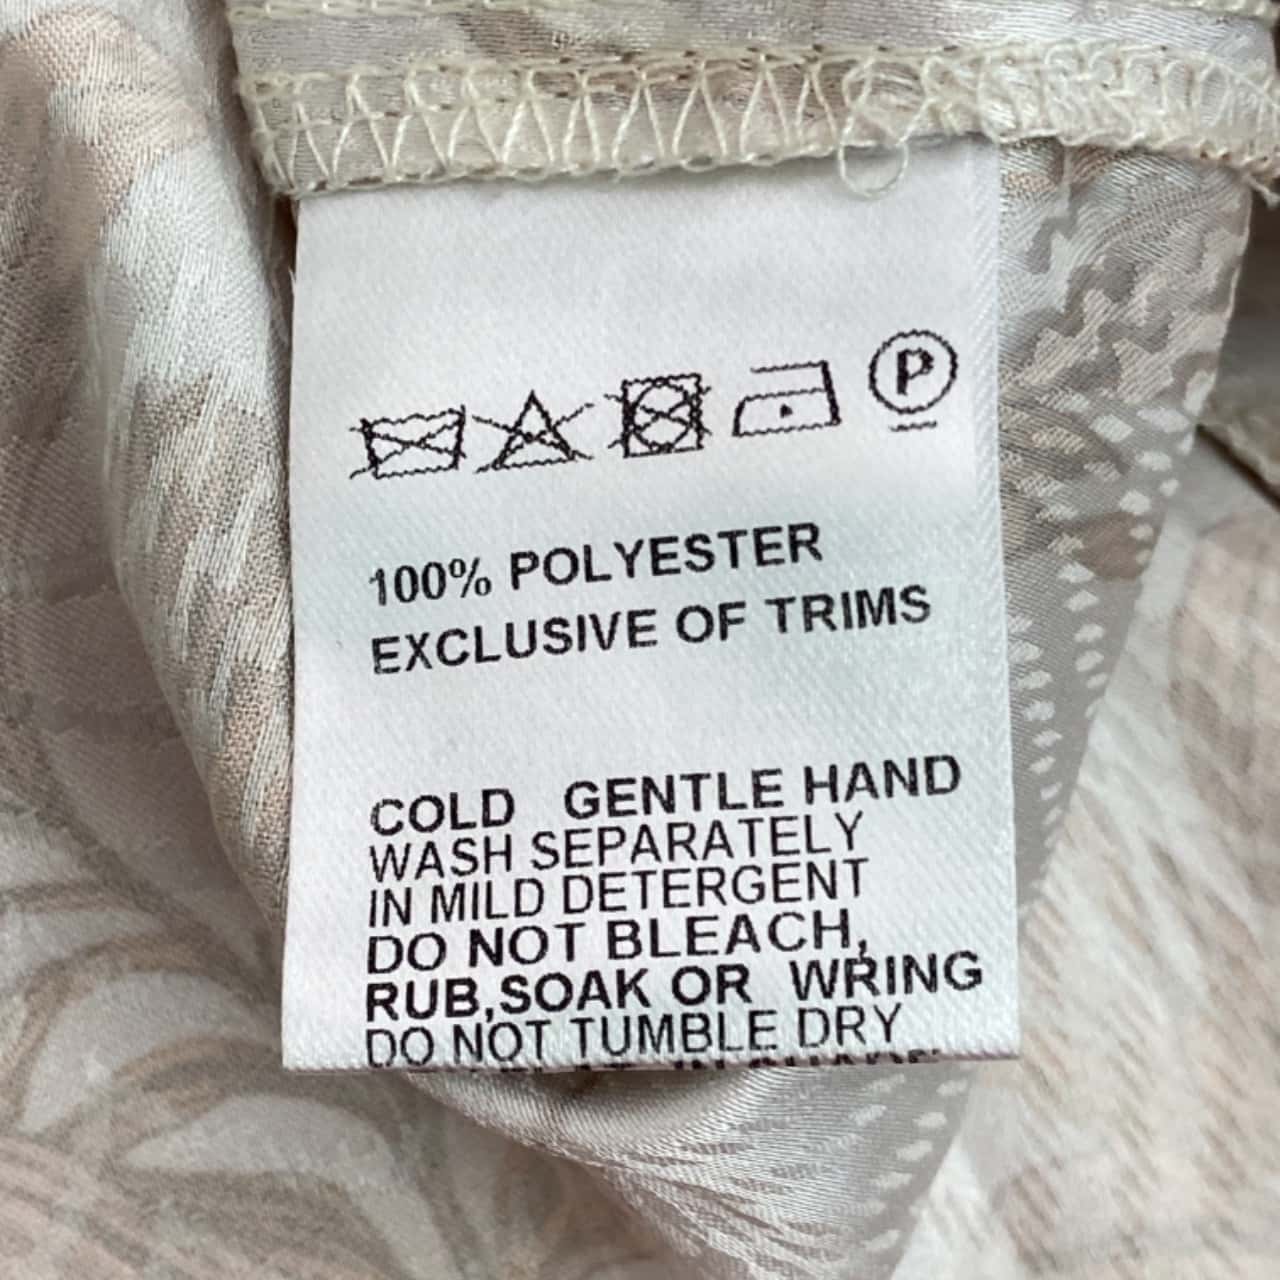 P
100% POLYESTER
EXCLUSIVE OF TRIMS
COLD GENTLE HAND
WASH SEPARATELY
IN MILD DETERGENT
DO NOT BLEACH,
RUB,SOAK OR WRING
DO NOT TUMBLE DRY